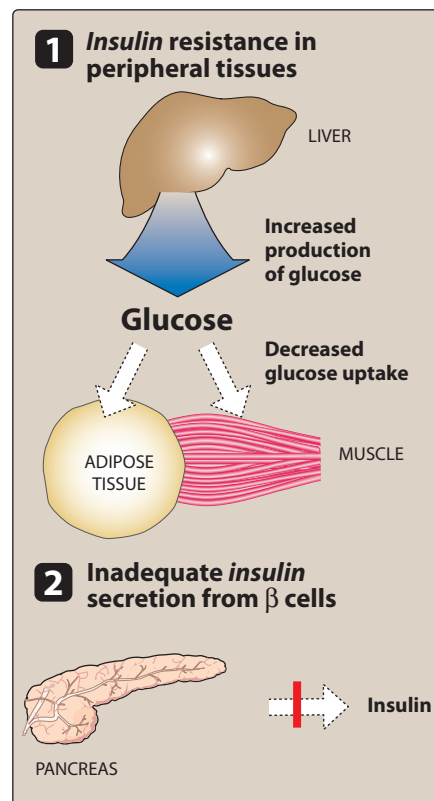 1 Insulin resistance in
peripheral tissues
LIVER
Increased
production
of glucose
Glucose
Decreased
glucose uptake
ADIPOSE
TISSUE
MUSCLE
2 Inadequate insulin
secretion from β cells
Insulin
PANCREAS